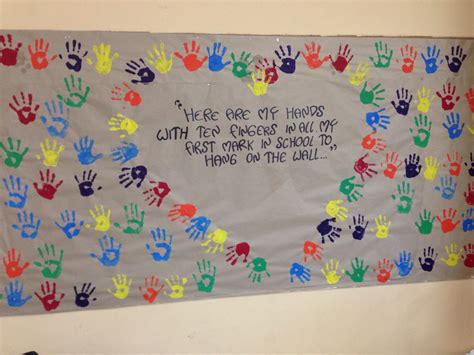 "HERE ARE MY HANDS
WITH TEN FINGERS IN ALL MY
FIRST MARK IN SCHOOL TO
HANG ON THE WALL..."